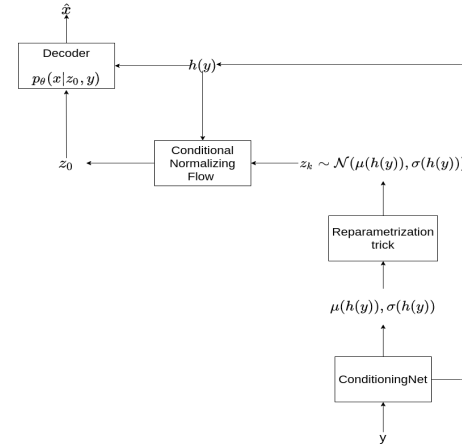 x̂
Decoder
p_θ(x|z_0, y)
h(y)
Conditional
Normalizing
Flow
z_0
z_k ∼ 𝒩(μ(h(y)), σ(h(y))
Reparametrization
trick
μ(h(y)), σ(h(y))
ConditioningNet
y